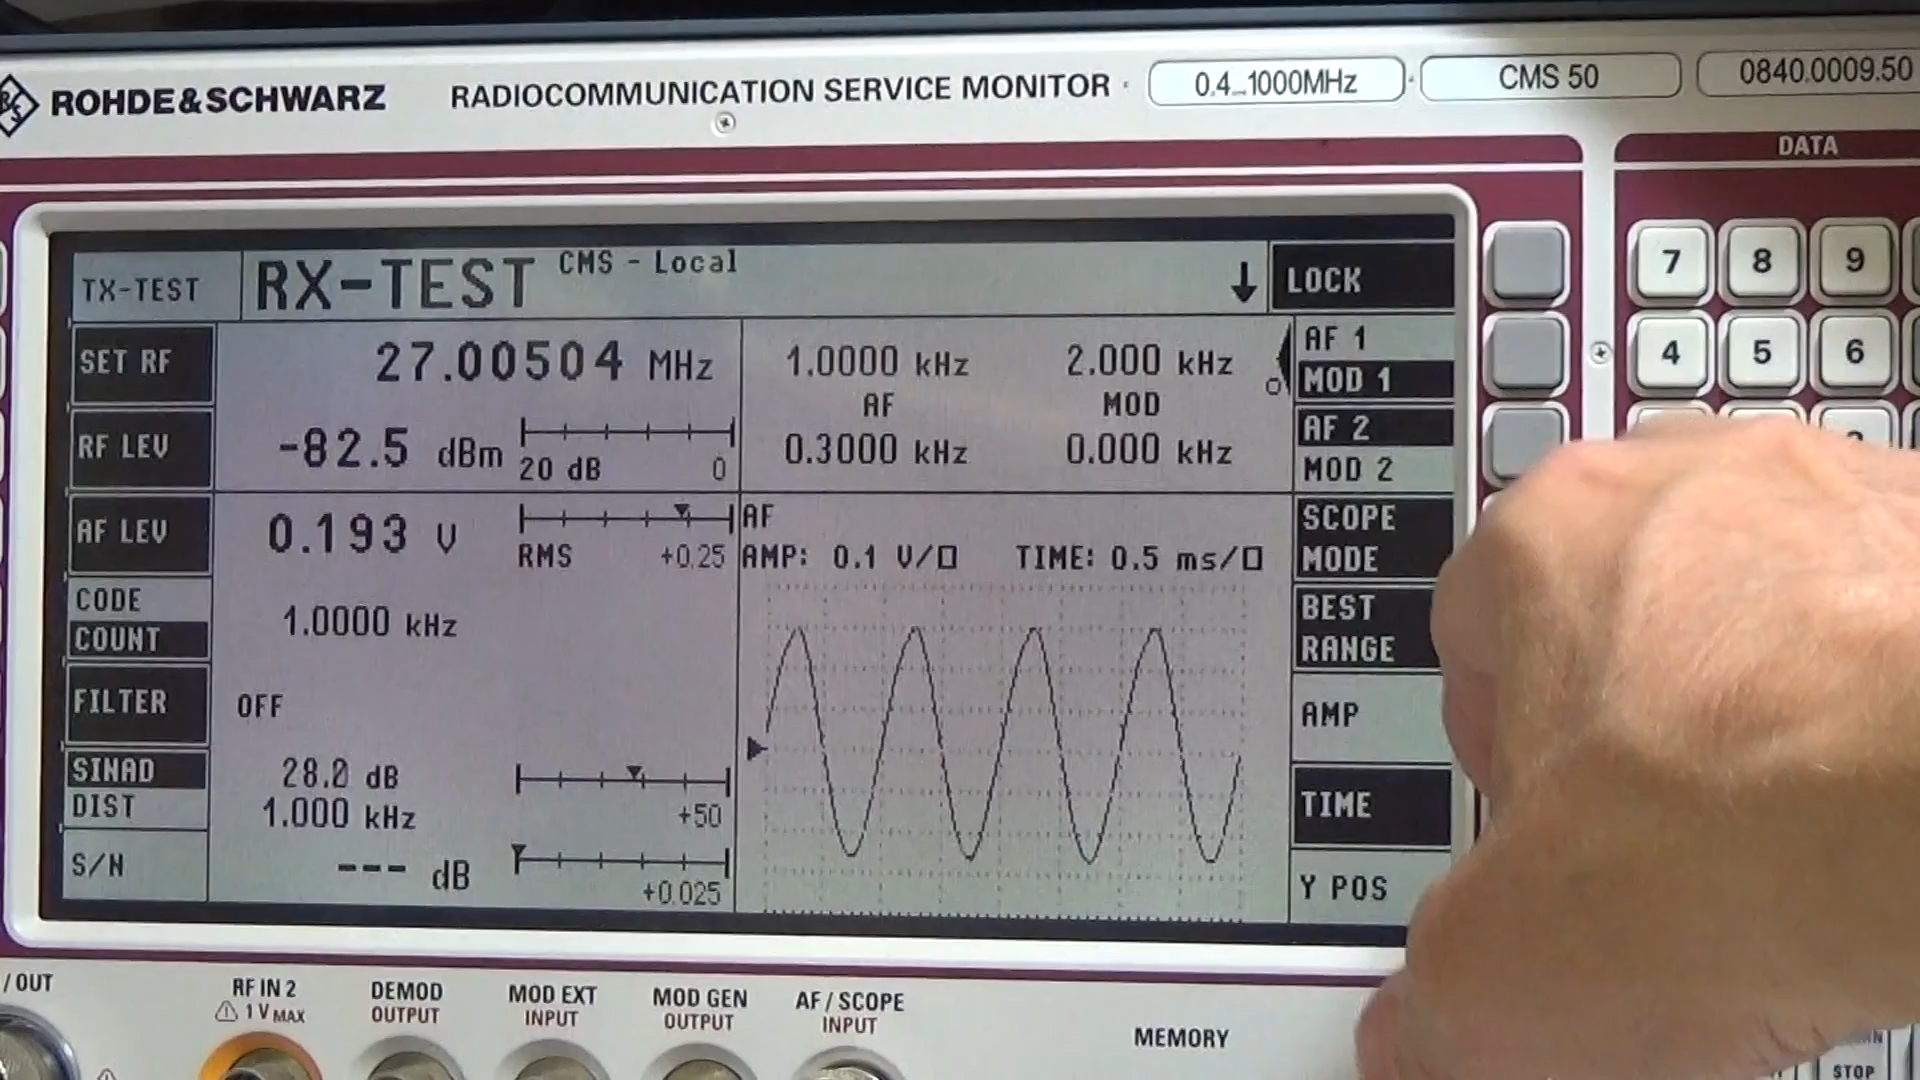 ROHDE&SCHWARZ RADIOCOMMUNICATION SERVICE MONITOR 0.4...1000MHz CMS 50 0840.0009.50
DATA
TX-TEST RX-TEST CMS - Local ↓ LOCK
7 8 9
SET RF 27.00504 MHz 1.0000 kHz 2.000 kHz AF 1
MOD 1
4 5 6
AF MOD
RF LEV -82.5 dBm 20 dB 0 0.3000 kHz 0.000 kHz AF 2
MOD 2
AF LEV 0.193 V RMS +0.25 AF SCOPE
AMP: 0.1 V/□ TIME: 0.5 ms/□ MODE
CODE
COUNT 1.0000 kHz BEST
RANGE
FILTER OFF AMP
SINAD 28.2 dB
DIST 1.000 kHz +50 TIME
S/N --- dB +0.025 Y POS
/ OUT
RF IN 2
1 V MAX
DEMOD
OUTPUT
MOD EXT
INPUT
MOD GEN
OUTPUT
AF / SCOPE
INPUT
MEMORY
STOP